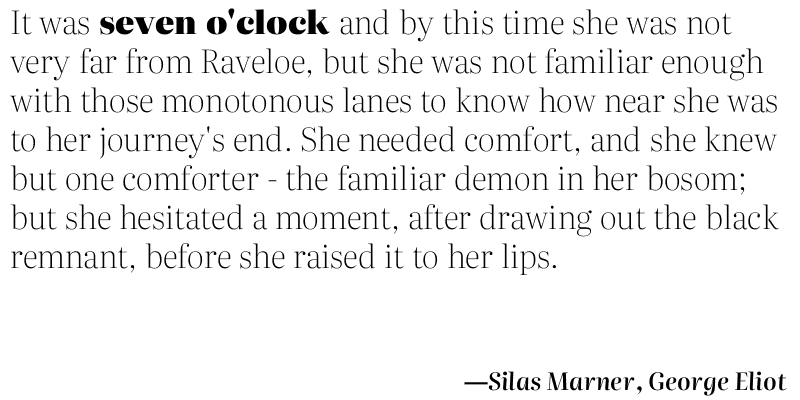 It was seven o'clock and by this time she was not
very far from Raveloe, but she was not familiar enough
with those monotonous lanes to know how near she was
to her journey's end. She needed comfort, and she knew
but one comforter - the familiar demon in her bosom;
but she hesitated a moment, after drawing out the black
remnant, before she raised it to her lips.
—Silas Marner, George Eliot